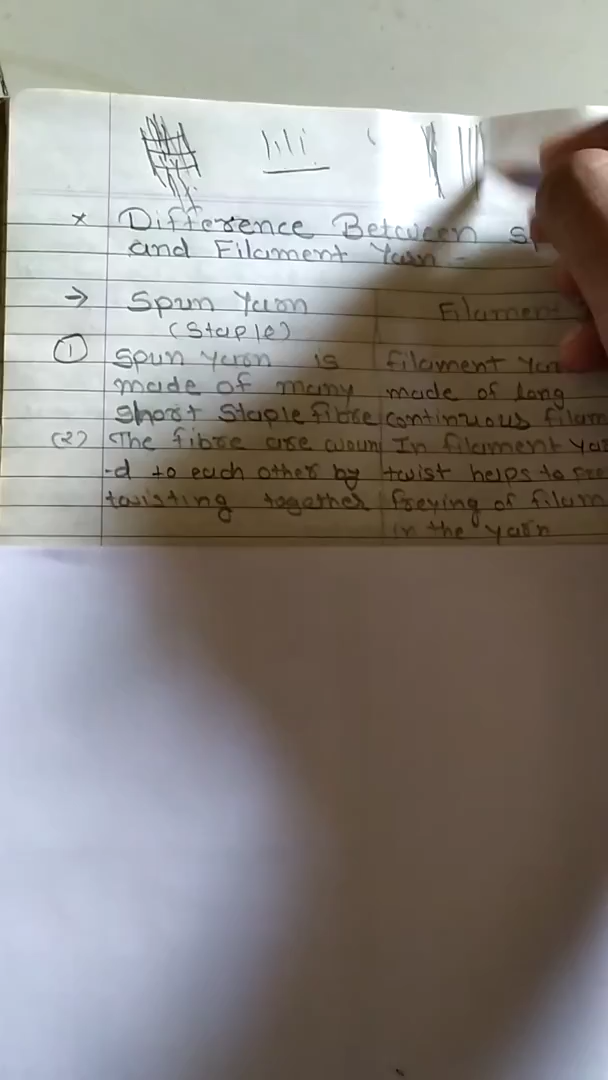 * Difference Between
and Filament Yarn -
→ Spun Yarn Filament
(Staple)
① Spun yarn is filament
made of many made of long
short Staple fibre continuous
(2) The fibre are woun In filament
-d to each other by twist helps to
twisting together freying of
in the yarn